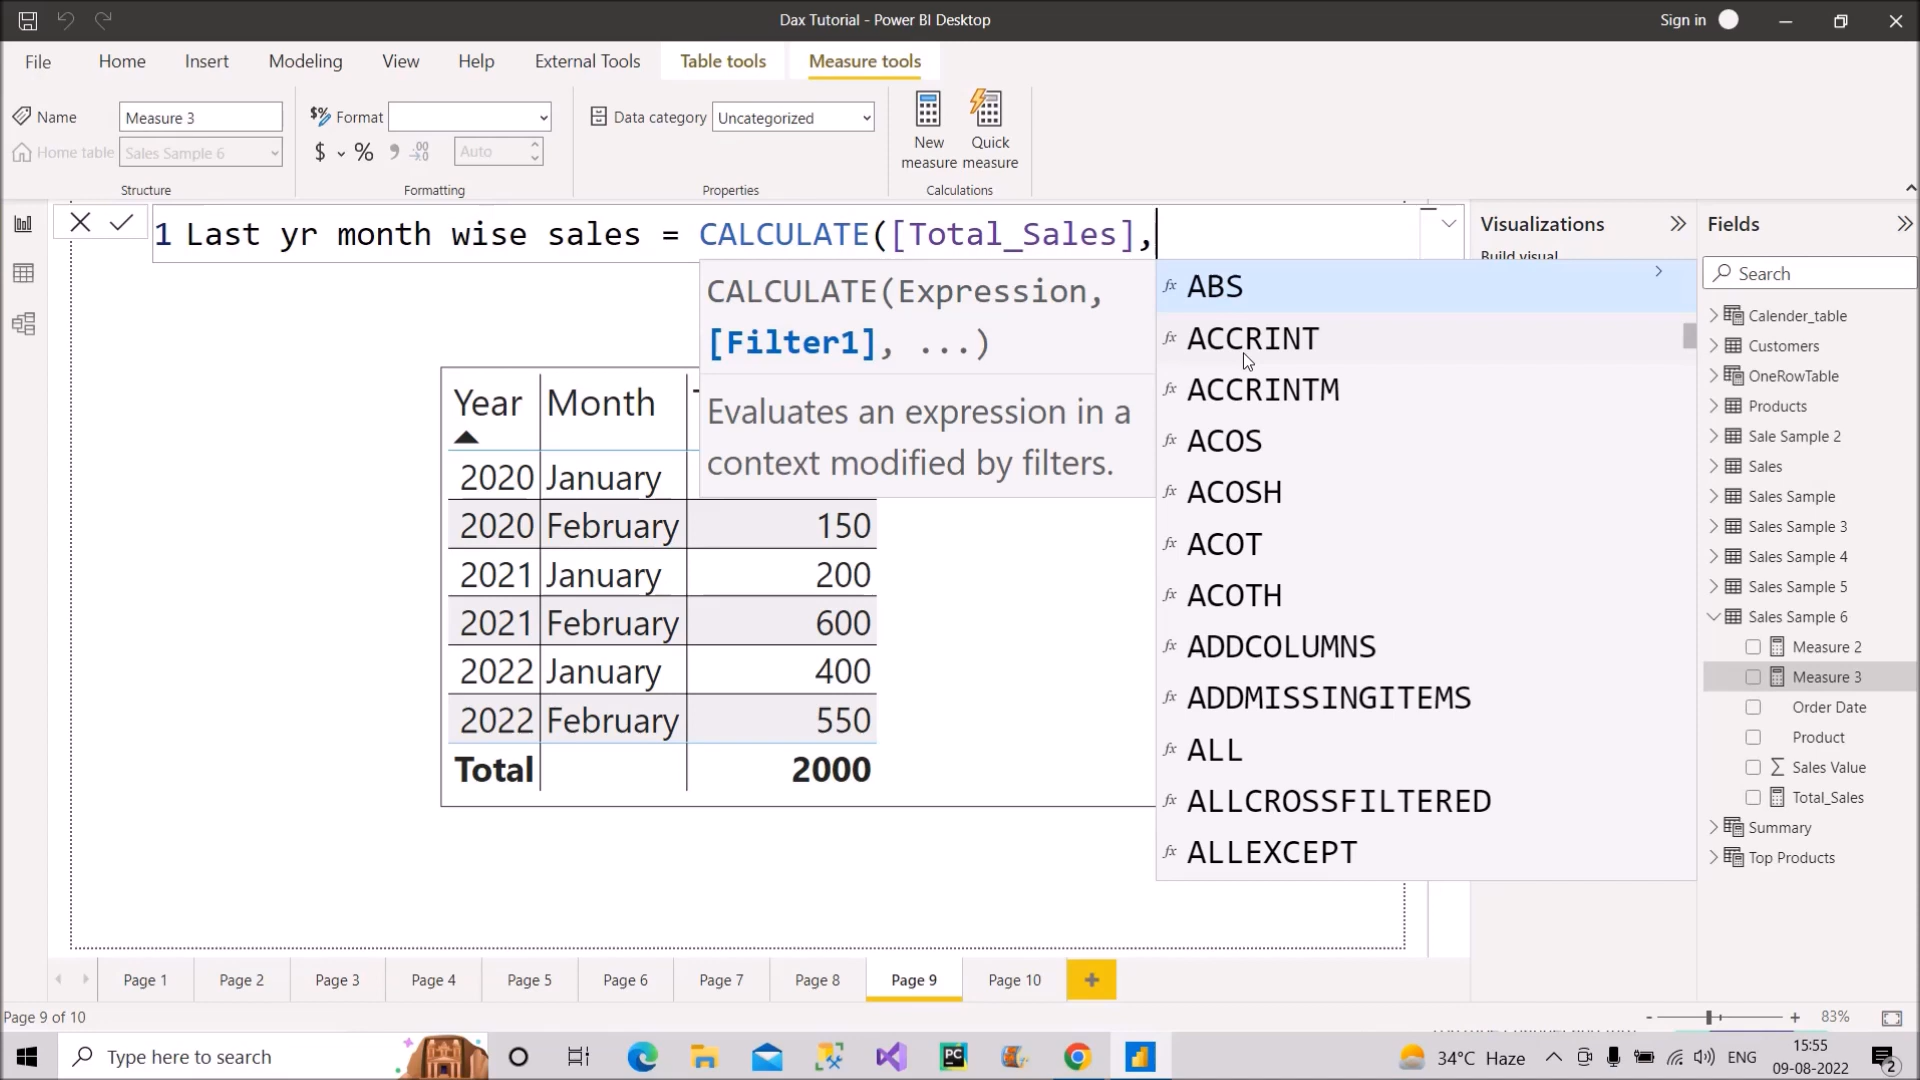 Dax Tutorial - Power BI Desktop
Sign in
File
Home
Insert
Modeling
View
Help
External Tools
Table tools
Measure tools
Name
Measure 3
Home table
Sales Sample 6
Structure
Format
$
%
Auto
Formatting
Data category
Uncategorized
Properties
New measure
Quick measure
Calculations
1 Last yr month wise sales = CALCULATE([Total_Sales],
CALCULATE(Expression,
[Filter1], ...)
Evaluates an expression in a
context modified by filters.
ABS
ACCRINT
ACCRINTM
ACOS
ACOSH
ACOT
ACOTH
ADDCOLUMNS
ADDMISSINGITEMS
ALL
ALLCROSSFILTERED
ALLEXCEPT
Year Month
2020 January
2020 February 150
2021 January 200
2021 February 600
2022 January 400
2022 February 550
Total 2000
Visualizations
Build visual
Fields
Search
Calender_table
Customers
OneRowTable
Products
Sale Sample 2
Sales
Sales Sample
Sales Sample 3
Sales Sample 4
Sales Sample 5
Sales Sample 6
Measure 2
Measure 3
Order Date
Product
Sales Value
Total_Sales
Summary
Top Products
Page 1
Page 2
Page 3
Page 4
Page 5
Page 6
Page 7
Page 8
Page 9
Page 10
Page 9 of 10
83%
Type here to search
34°C Haze
ENG
15:55
09-08-2022
2